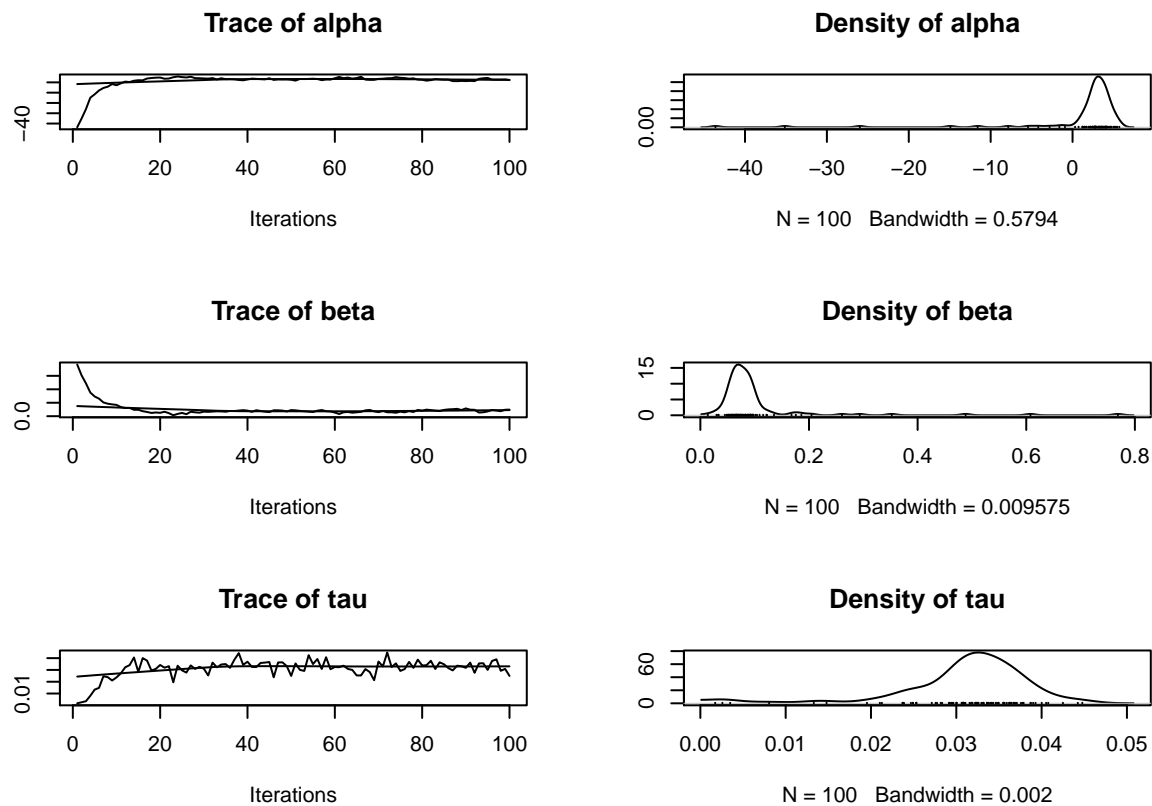 Trace of alpha
−40
0 20 40 60 80 100
Iterations
Density of alpha
0.00
−40 −30 −20 −10 0
N = 100 Bandwidth = 0.5794
Trace of beta
0.0
0 20 40 60 80 100
Iterations
Density of beta
0 15
0.0 0.2 0.4 0.6 0.8
N = 100 Bandwidth = 0.009575
Trace of tau
0.01
0 20 40 60 80 100
Iterations
Density of tau
0 60
0.00 0.01 0.02 0.03 0.04 0.05
N = 100 Bandwidth = 0.002